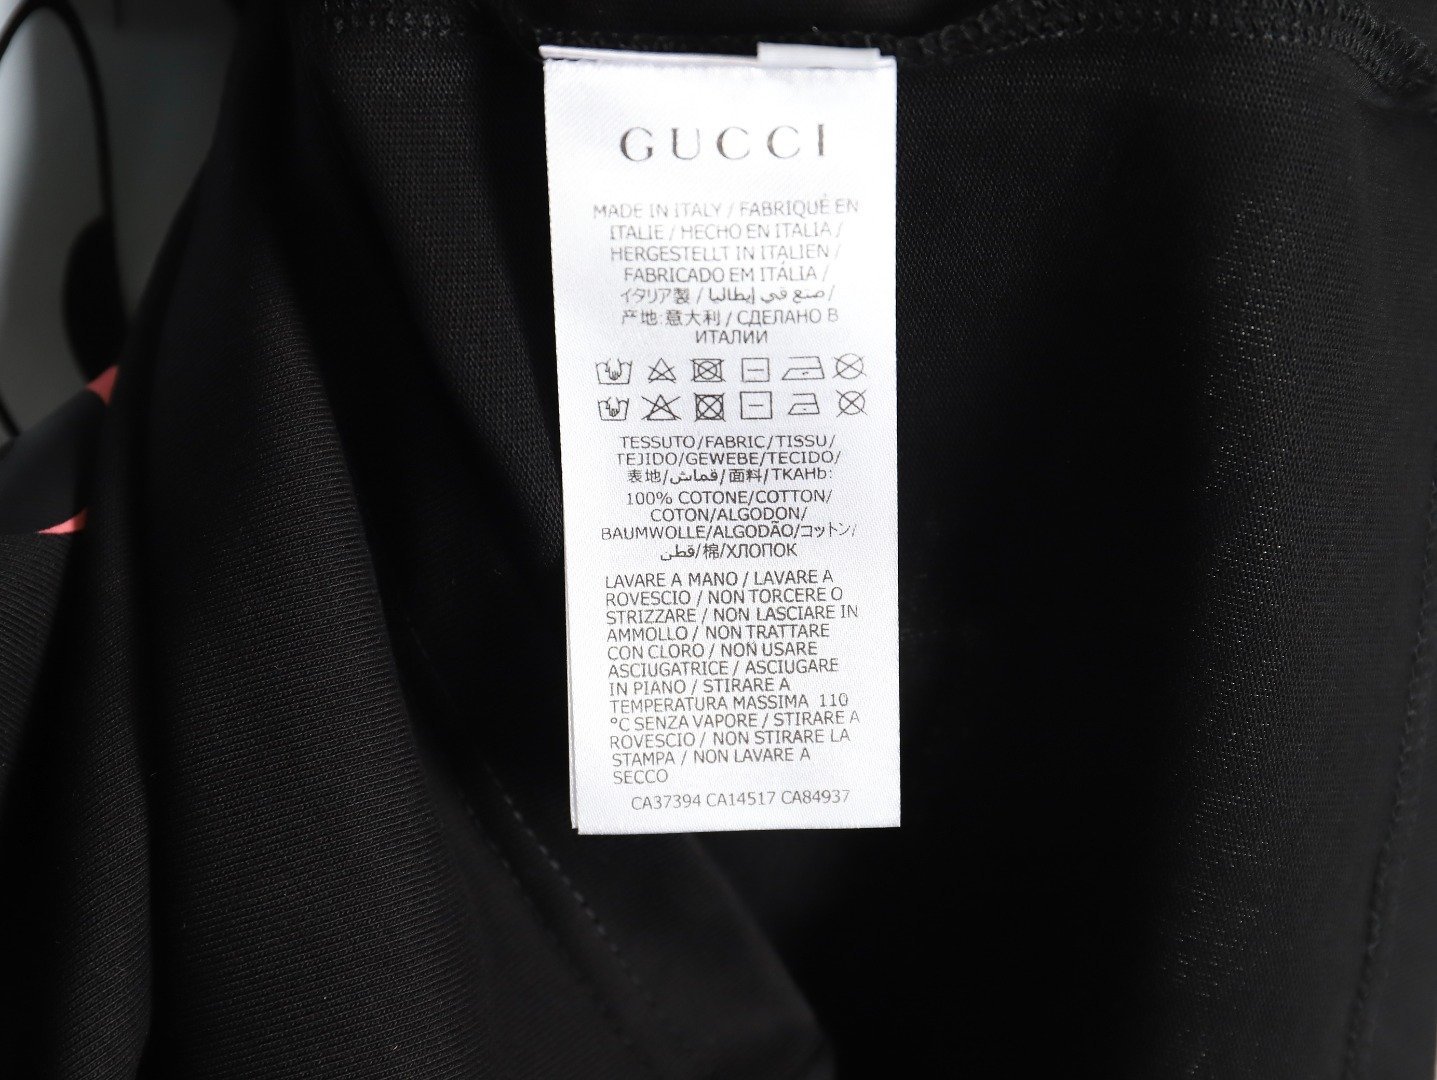 GUCCI
MADE IN ITALY / FABRIQUÉ EN
ITALIE / HECHO EN ITALIA /
HERGESTELLT IN ITALIEN /
FABRICADO EM ITÁLIA /
イタリア製 / صنع في إيطاليا /
产地:意大利 / СДЕЛАНО В
ИТАЛИИ
TESSUTO/FABRIC/TISSU/
TEJIDO/GEWEBE/TECIDO/
表地/قماش/面料/TKAHb:
100% COTONE/COTTON/
COTON/ALGODON/
BAUMWOLLE/ALGODÃO/コットン/
قطن/棉/ХЛОПОК
LAVARE A MANO / LAVARE A
ROVESCIO / NON TORCERE O
STRIZZARE / NON LASCIARE IN
AMMOLLO / NON TRATTARE
CON CLORO / NON USARE
ASCIUGATRICE / ASCIUGARE
IN PIANO / STIRARE A
TEMPERATURA MASSIMA 110
°C SENZA VAPORE / STIRARE A
ROVESCIO / NON STIRARE LA
STAMPA / NON LAVARE A
SECCO
CA37394 CA14517 CA84937